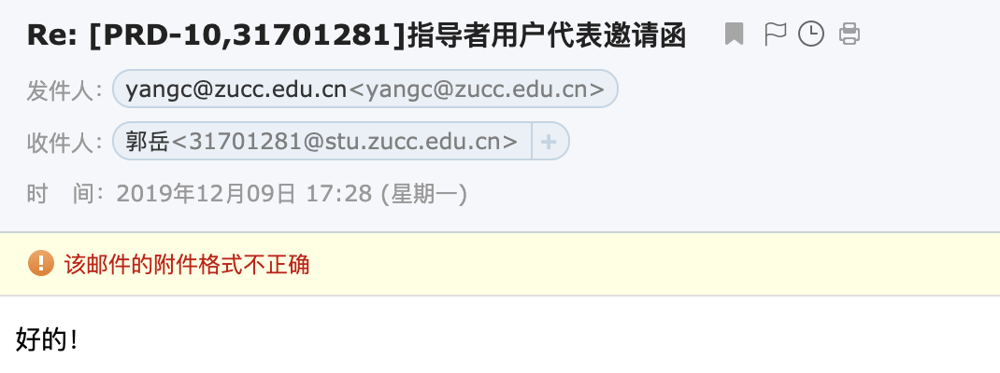 Re: [PRD-10,31701281]指导者用户代表邀请函
发件人: yangc@zucc.edu.cn<yangc@zucc.edu.cn>
收件人: 郭岳<31701281@stu.zucc.edu.cn> +
时 间: 2019年12月09日 17:28 (星期一)
该邮件的附件格式不正确
好的!